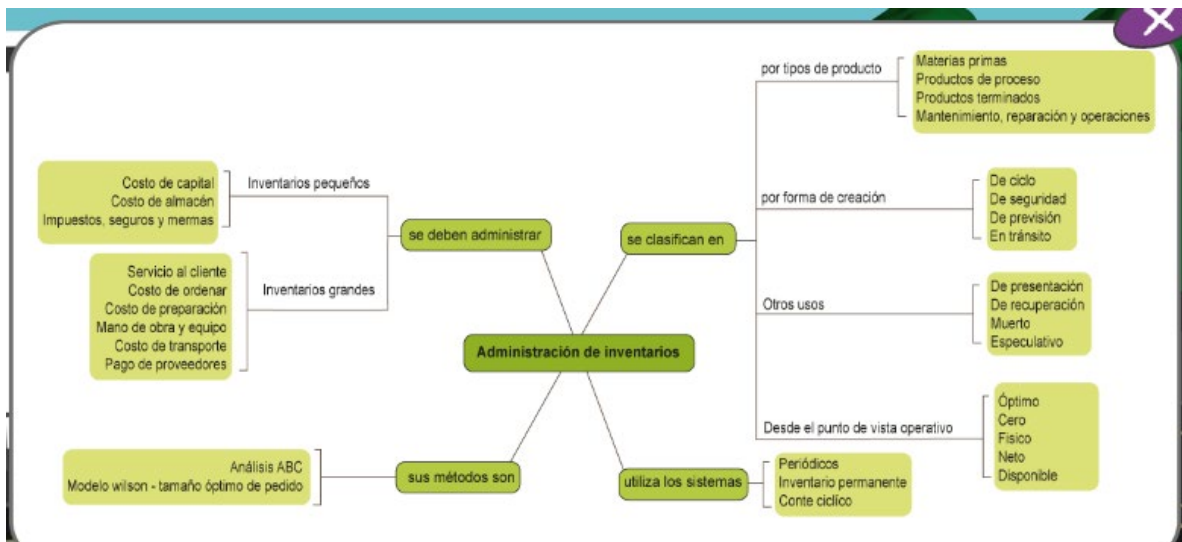 Administración de inventarios
se deben administrar
Inventarios pequeños
Costo de capital
Costo de almacén
Impuestos, seguros y mermas
Inventarios grandes
Servicio al cliente
Costo de ordenar
Costo de preparación
Mano de obra y equipo
Costo de transporte
Pago de proveedores
sus métodos son
Análisis ABC
Modelo wilson - tamaño óptimo de pedido
se clasifican en
por tipos de producto
Materias primas
Productos de proceso
Productos terminados
Mantenimiento, reparación y operaciones
por forma de creación
De ciclo
De seguridad
De previsión
En tránsito
Otros usos
De presentación
De recuperación
Muerto
Especulativo
Desde el punto de vista operativo
Óptimo
Cero
Físico
Neto
Disponible
utiliza los sistemas
Periódicos
Inventario permanente
Conte ciclíco